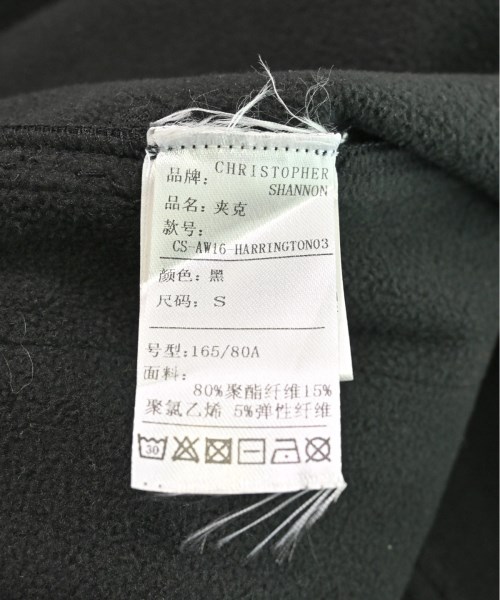 品牌: CHRISTOPHER
SHANNON
品名: 夹克
款号:
CS-AW16-HARRINGTON03
颜色: 黑
尺码: S
号型:165/80A
面料:
80%聚酯纤维15%
聚氯乙烯 5%弹性纤维
30